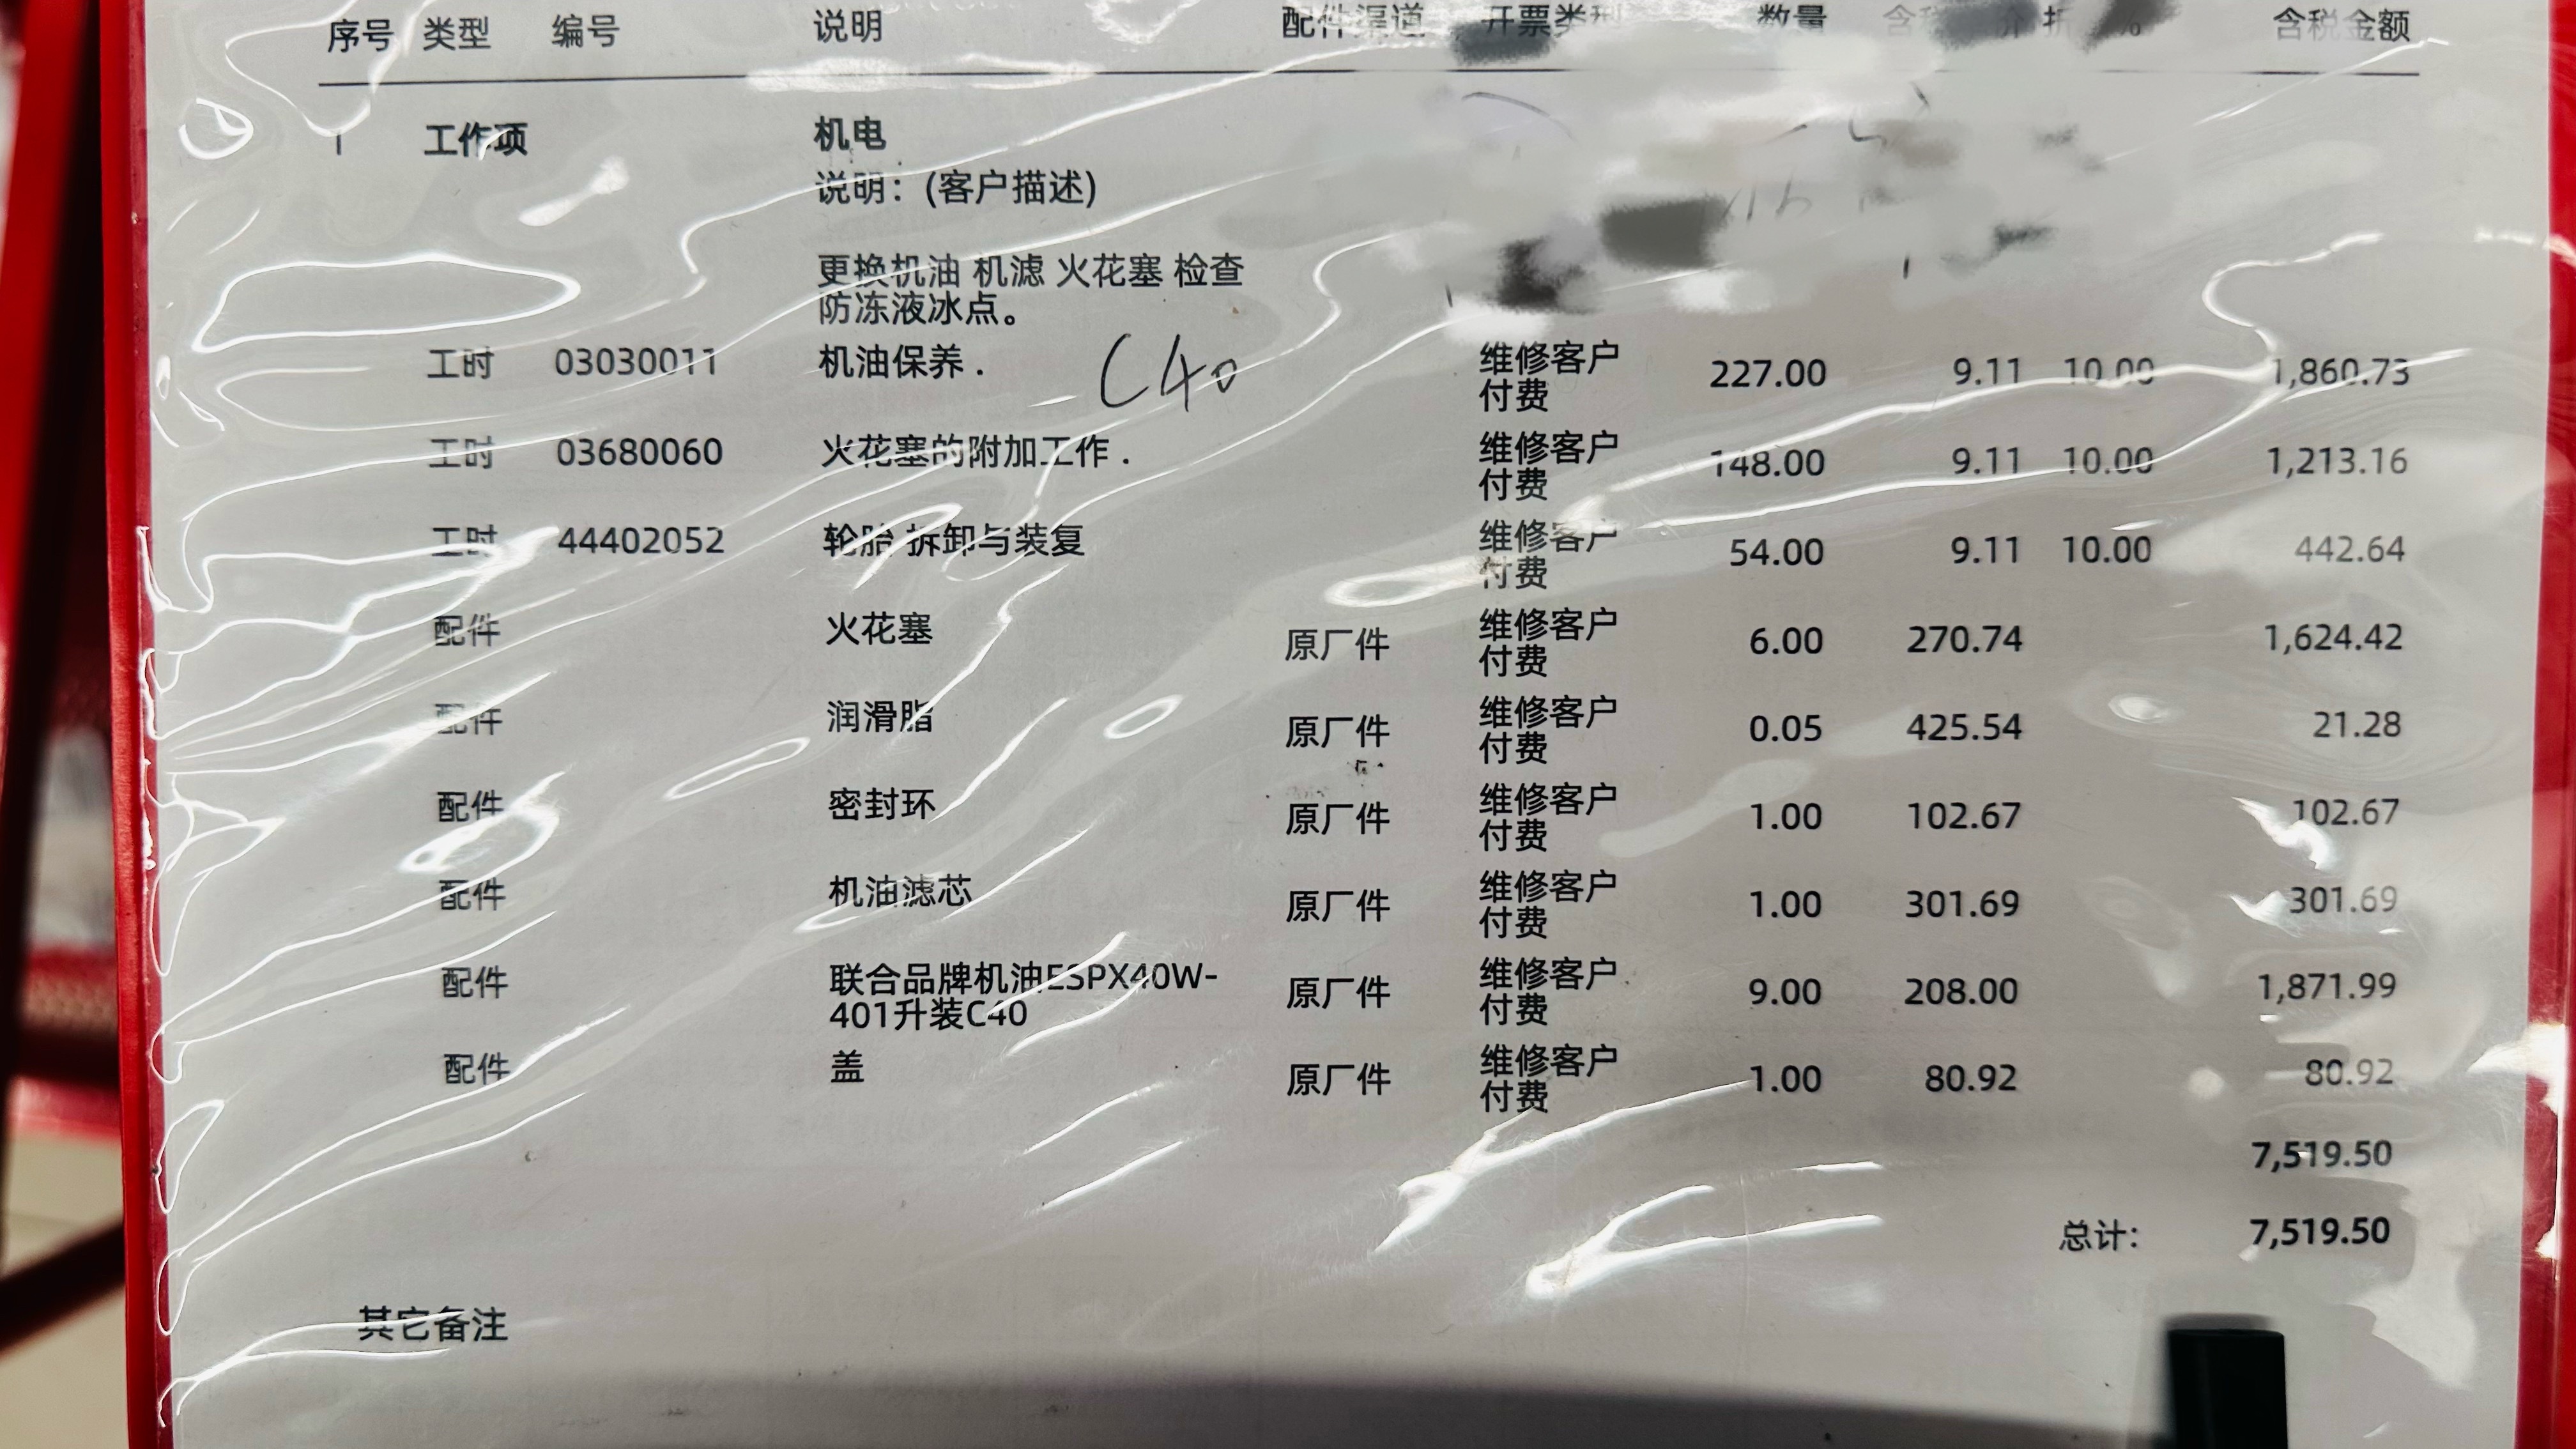 序号 类型 编号 说明 配件渠道 开票类型 数量 含税金额
1 工作项 机电
说明：(客户描述)
更换机油 机滤 火花塞 检查
防冻液冰点。
工时 03030011 机油保养 . C40 维修客户付费 227.00 9.11 10.00 1,860.73
工时 03680060 火花塞的附加工作 . 维修客户付费 148.00 9.11 10.00 1,213.16
工时 44402052 轮胎 拆卸与装复 维修客户付费 54.00 9.11 10.00 442.64
配件 火花塞 原厂件 维修客户付费 6.00 270.74 1,624.42
配件 润滑脂 原厂件 维修客户付费 0.05 425.54 21.28
配件 密封环 原厂件 维修客户付费 1.00 102.67 102.67
配件 机油滤芯 原厂件 维修客户付费 1.00 301.69 301.69
配件 联合品牌机油ESPX40W-401升装C40 原厂件 维修客户付费 9.00 208.00 1,871.99
配件 盖 原厂件 维修客户付费 1.00 80.92 80.92
7,519.50
总计： 7,519.50
其它备注